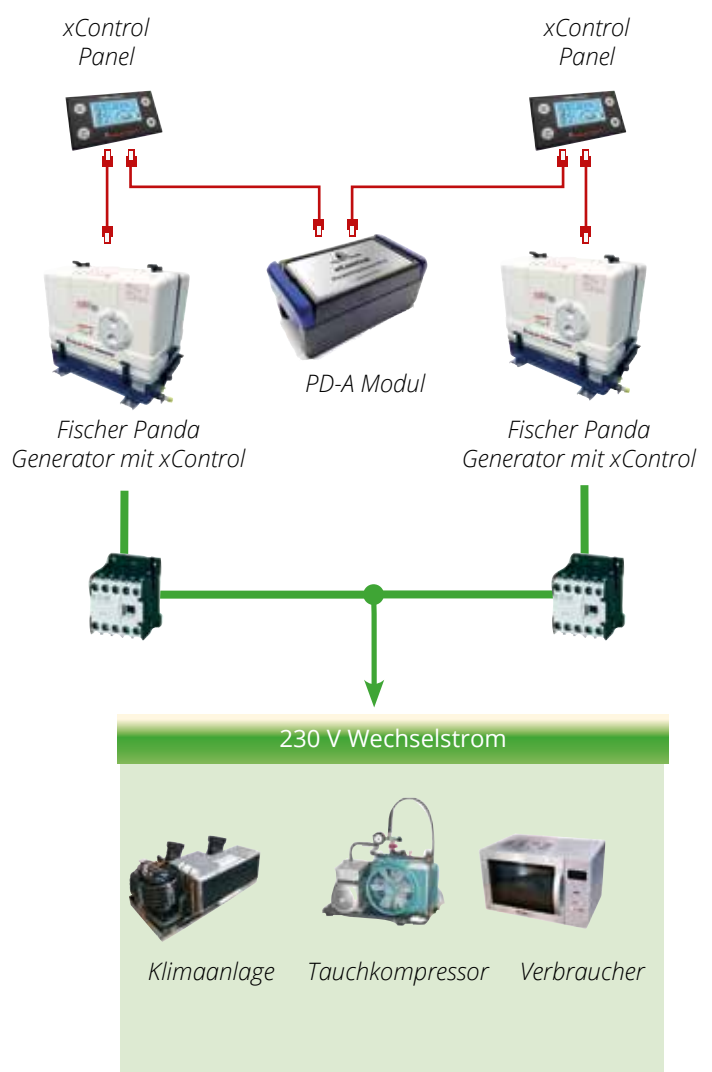 xControl
Panel
xControl
Panel
xControl
PD-A Modul
Fischer Panda
Generator mit xControl
Fischer Panda
Generator mit xControl
230 V Wechselstrom
Klimaanlage
Tauchkompressor
Verbraucher